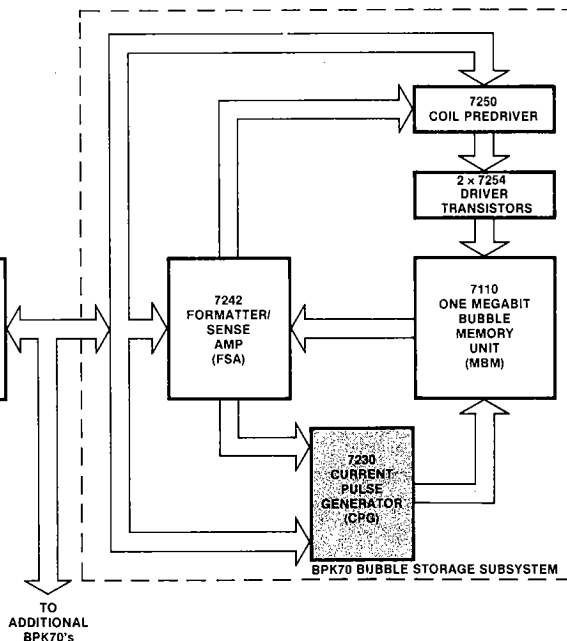 7250
COIL PREDRIVER
2 × 7254
DRIVER
TRANSISTORS
7242
FORMATTER/
SENSE
AMP
(FSA)
7110
ONE MEGABIT
BUBBLE
MEMORY
UNIT
(MBM)
7230
CURRENT
PULSE
GENERATOR
(CPG)
BPK70 BUBBLE STORAGE SUBSYSTEM
TO
ADDITIONAL
BPK70's